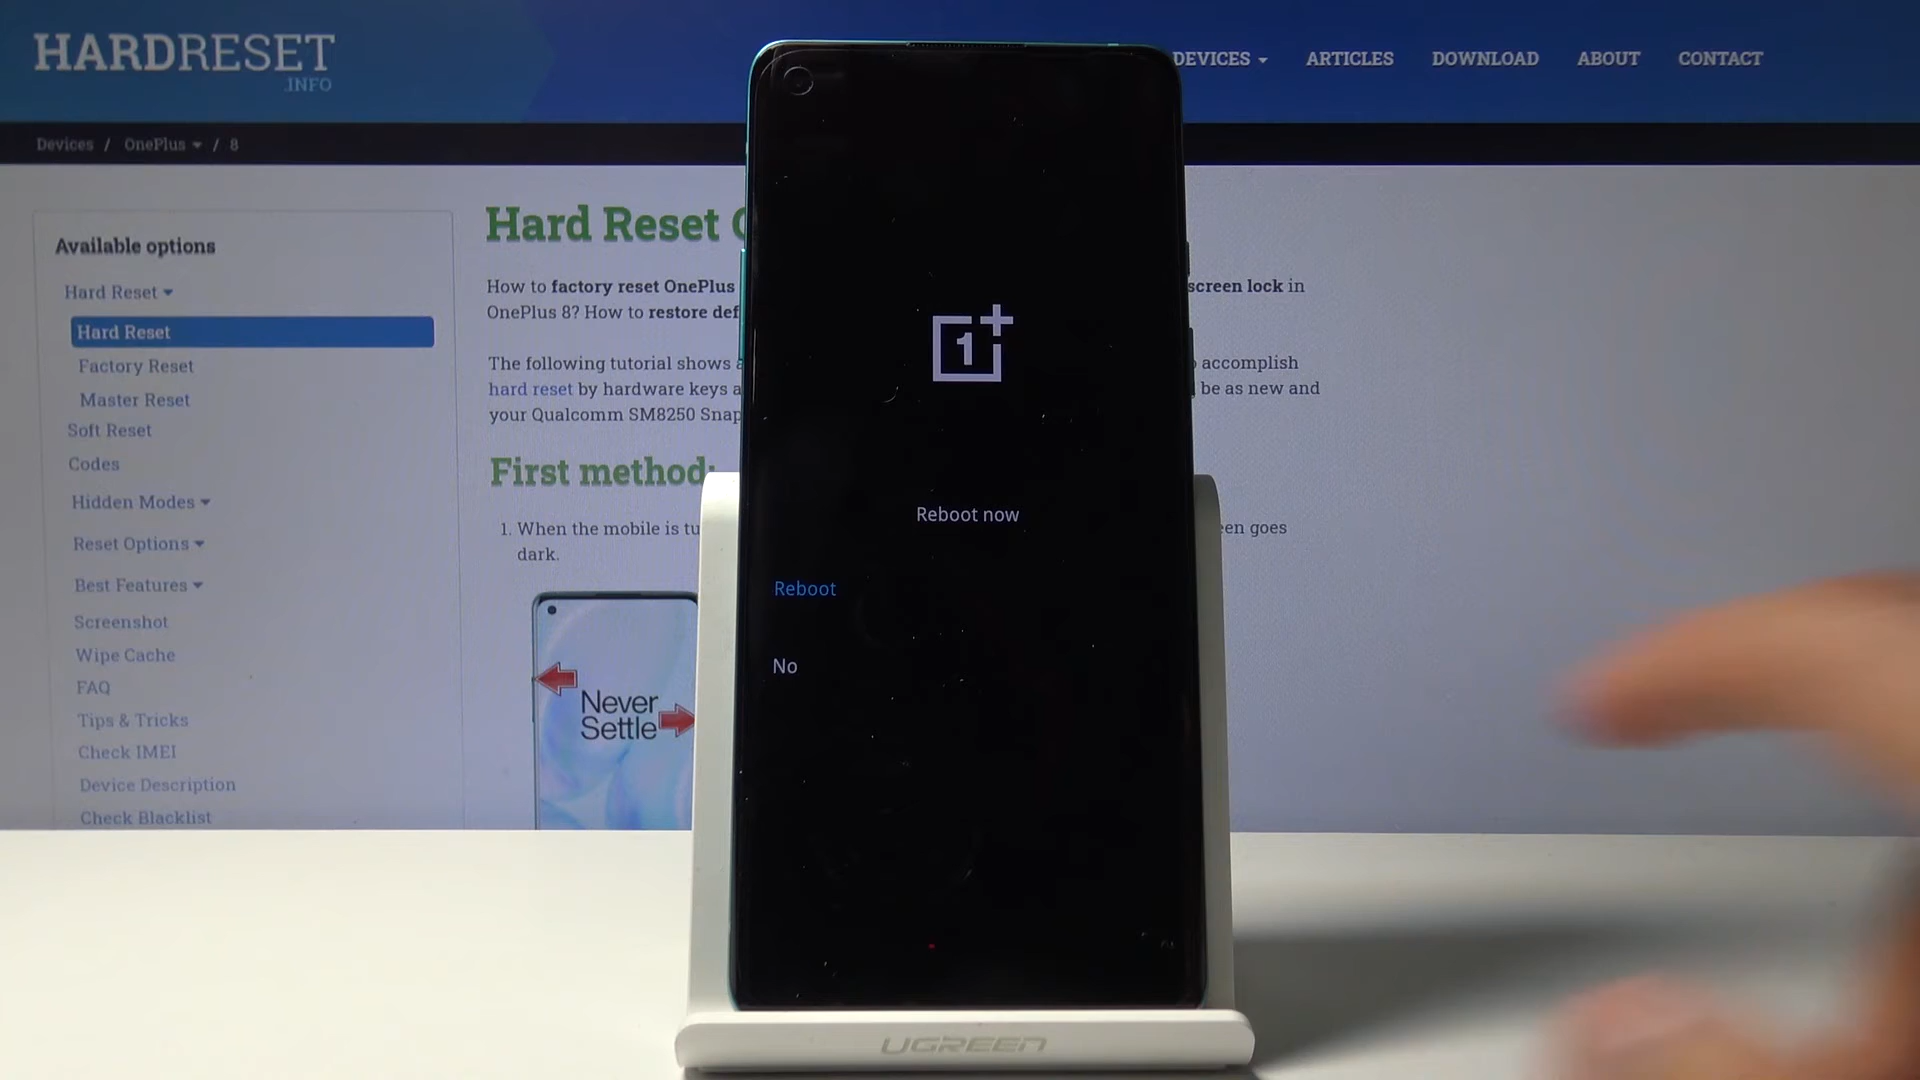 HARDRESET
.INFO
DEVICES
ARTICLES
DOWNLOAD
ABOUT
CONTACT
Devices / OnePlus / 8
Available options
Hard Reset
Hard Reset
Factory Reset
Master Reset
Soft Reset
Codes
Hidden Modes
Reset Options
Best Features
Screenshot
Wipe Cache
FAQ
Tips & Tricks
Check IMEI
Device Description
Check Blacklist
Hard Reset
How to factory reset OnePlus screen lock in
OnePlus 8? How to restore def
The following tutorial shows accomplish
hard reset by hardware keys a be as new and
your Qualcomm SM8250 Snap
First method:
1. When the mobile is tu een goes
dark.
Never
Settle
1+
Reboot now
Reboot
No
UGREEN